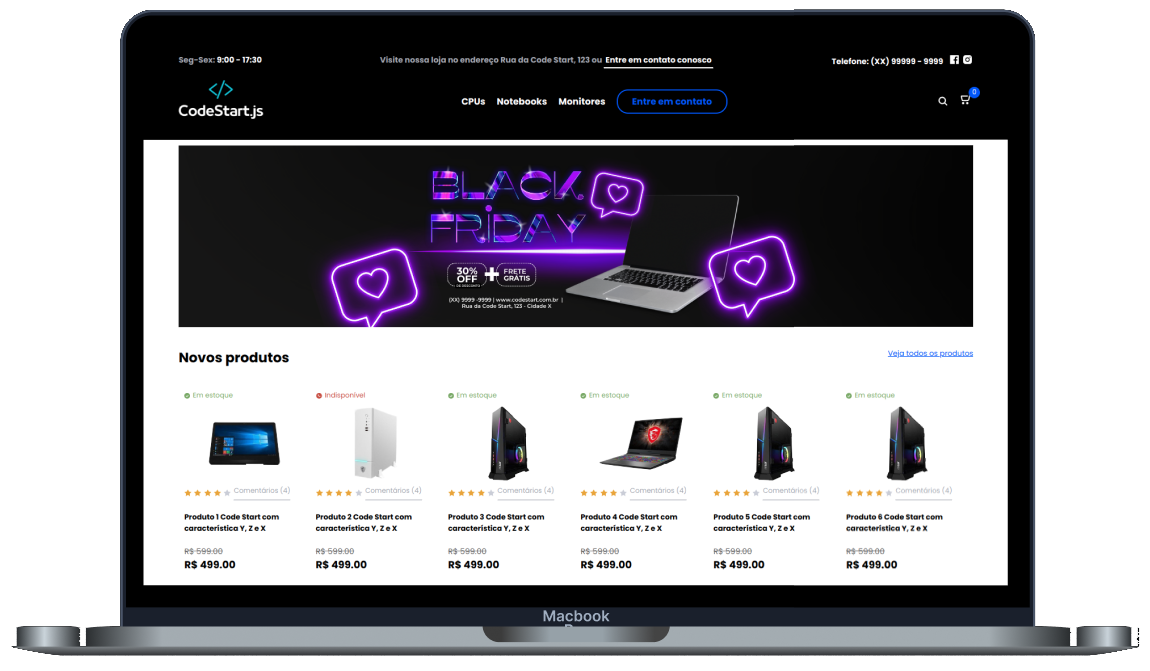 Seg-Sex: 9:00 - 17:30
Visite nossa loja no endereço Rua da Code Start, 123 ou Entre em contato conosco
Telefone: (XX) 99999 - 9999
CodeStart.js
CPUs Notebooks Monitores Entre em contato
0
BLACK
FRIDAY
30%
OFF
DE DESCONTO
+
FRETE
GRÁTIS
(XX) 9999 -9999 | www.codestart.com.br |
Rua da Code Start, 123 - Cidade X
Novos produtos
Veja todos os produtos
Em estoque
Indisponível
Em estoque
Em estoque
Em estoque
Em estoque
Comentários (4)
Comentários (4)
Comentários (4)
Comentários (4)
Comentários (4)
Comentários (4)
Produto 1 Code Start com
característica Y, Z e X
Produto 2 Code Start com
característica Y, Z e X
Produto 3 Code Start com
característica Y, Z e X
Produto 4 Code Start com
característica Y, Z e X
Produto 5 Code Start com
característica Y, Z e X
Produto 6 Code Start com
característica Y, Z e X
R$ 599.00
R$ 499.00
R$ 599.00
R$ 499.00
R$ 599.00
R$ 499.00
R$ 599.00
R$ 499.00
R$ 599.00
R$ 499.00
R$ 599.00
R$ 499.00
Macbook